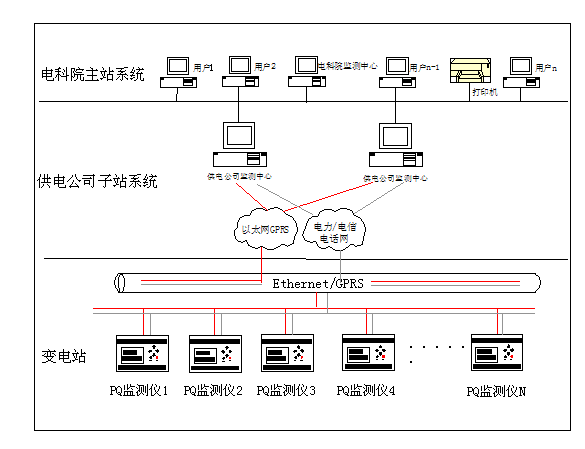 电科院主站系统
用户1
用户2
电科院监测中心
用户n-1
打印机
用户n
供电公司子站系统
供电公司监测中心
供电公司监测中心
以太网GPRS
电力/电信
电话网
Ethernet/GPRS
变电站
PQ监测仪1
PQ监测仪2
PQ监测仪3
PQ监测仪4
PQ监测仪N